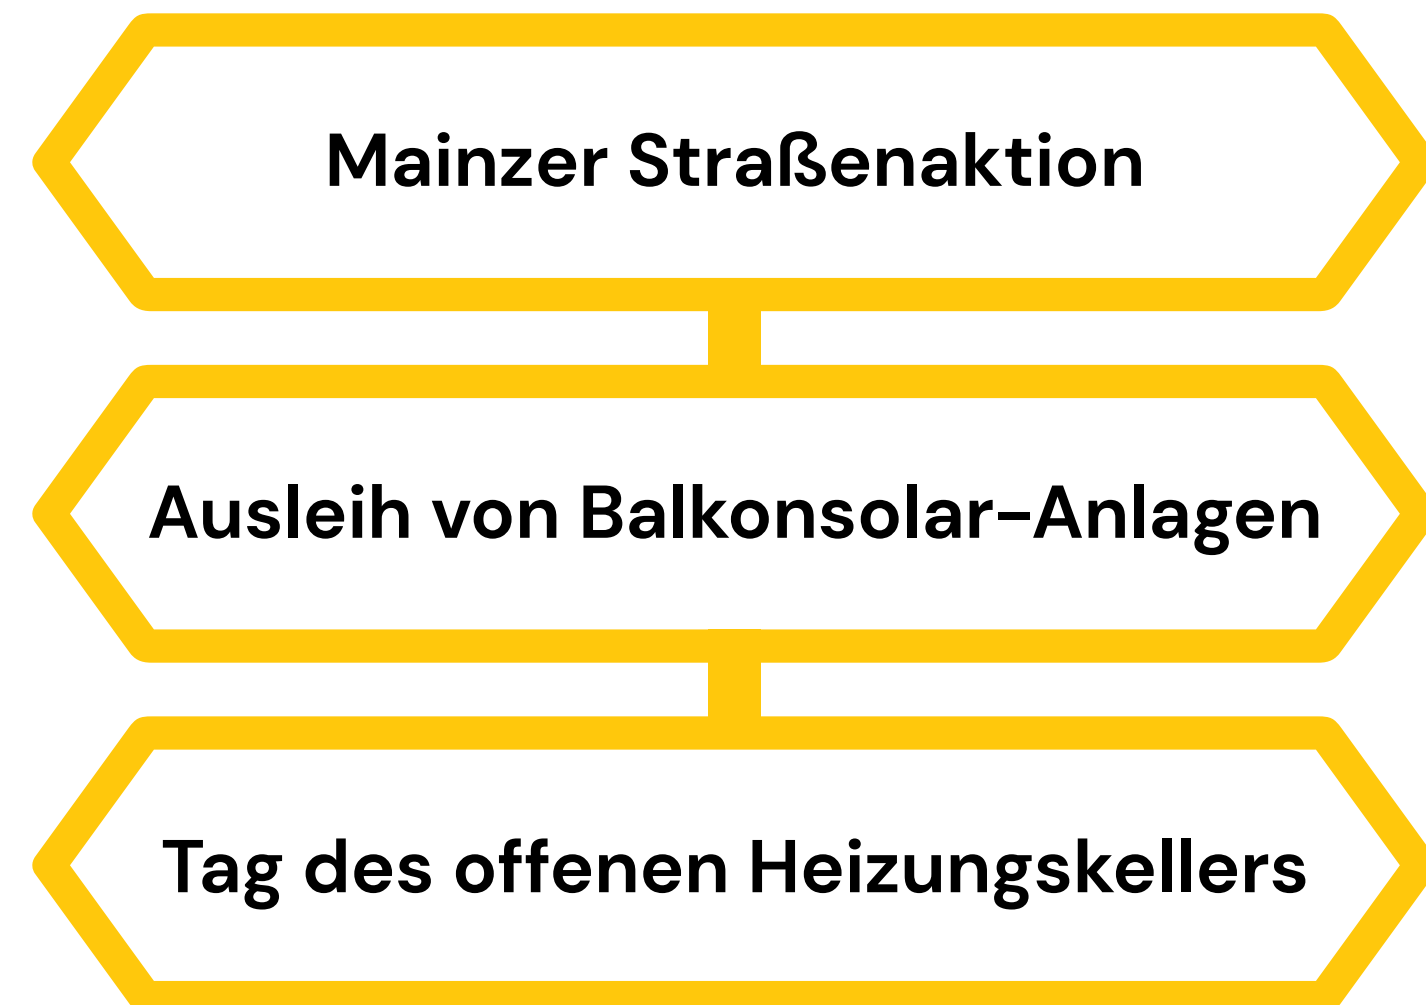 Mainzer Straßenaktion
Ausleih von Balkonsolar-Anlagen
Tag des offenen Heizungskellers